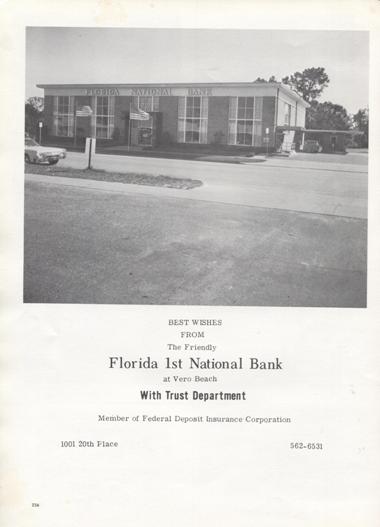 FLORIDA NATIONAL BANK
BEST WISHES
FROM
The Friendly
Florida 1st National Bank
at Vero Beach
With Trust Department
Member of Federal Deposit Insurance Corporation
1001 20th Place 562-6531